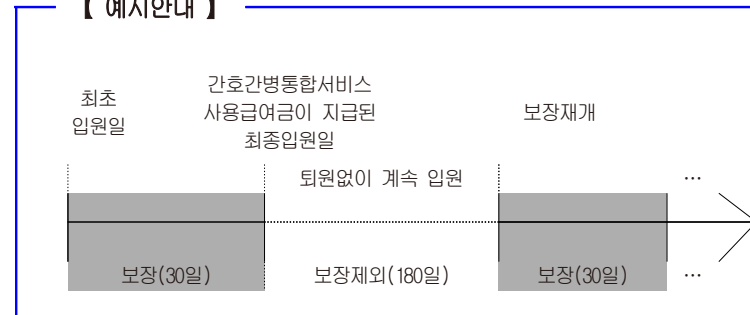 【 예시안내 】
최초
입원일
간호간병통합서비스
사용급여금이 지급된
최종입원일
보장재개
퇴원없이 계속 입원
…
보장(30일)
보장제외(180일)
보장(30일)
…